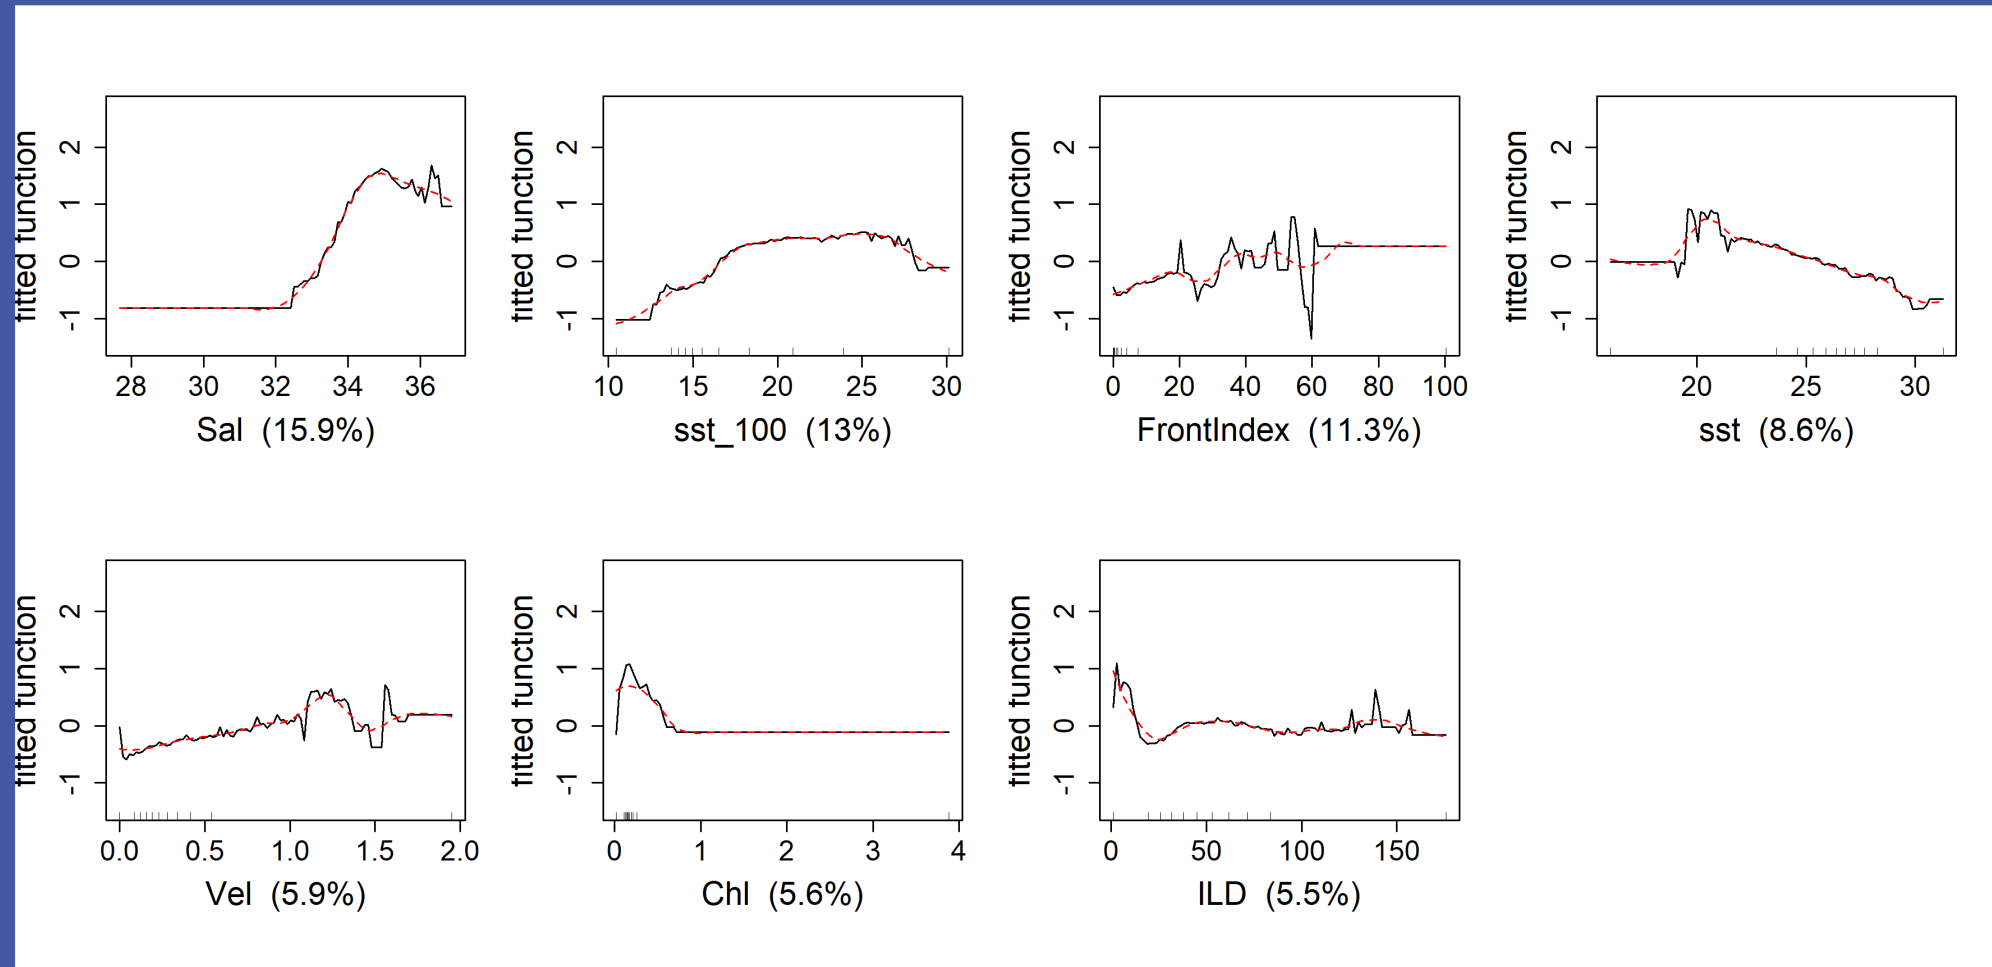 fitted function
2
1
0
-1
28 30 32 34 36
Sal (15.9%)
fitted function
2
1
0
-1
10 15 20 25 30
sst_100 (13%)
fitted function
2
1
0
-1
0 20 40 60 80 100
FrontIndex (11.3%)
fitted function
2
1
0
-1
20 25 30
sst (8.6%)
fitted function
2
1
0
-1
0.0 0.5 1.0 1.5 2.0
Vel (5.9%)
fitted function
2
1
0
-1
0 1 2 3 4
Chl (5.6%)
fitted function
2
1
0
-1
0 50 100 150
ILD (5.5%)